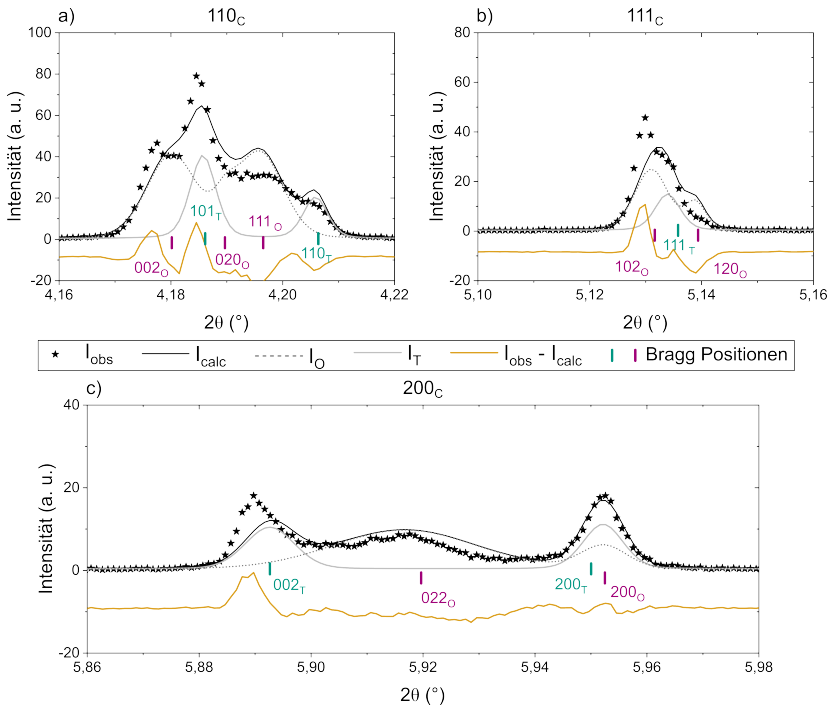 a) 110C
Intensität (a. u.)
100
80
60
40
20
0
-20
101T
111O
002O
020O
110T
4,16 4,18 4,20 4,22
2θ (°)
b) 111C
Intensität (a. u.)
80
60
40
20
0
-20
102O 111T 120O
5,10 5,12 5,14 5,16
2θ (°)
Iobs Icalc IO IT Iobs - Icalc Bragg Positionen
c) 200C
Intensität (a. u.)
40
20
0
-20
002T 022O 200T 200O
5,86 5,88 5,90 5,92 5,94 5,96 5,98
2θ (°)